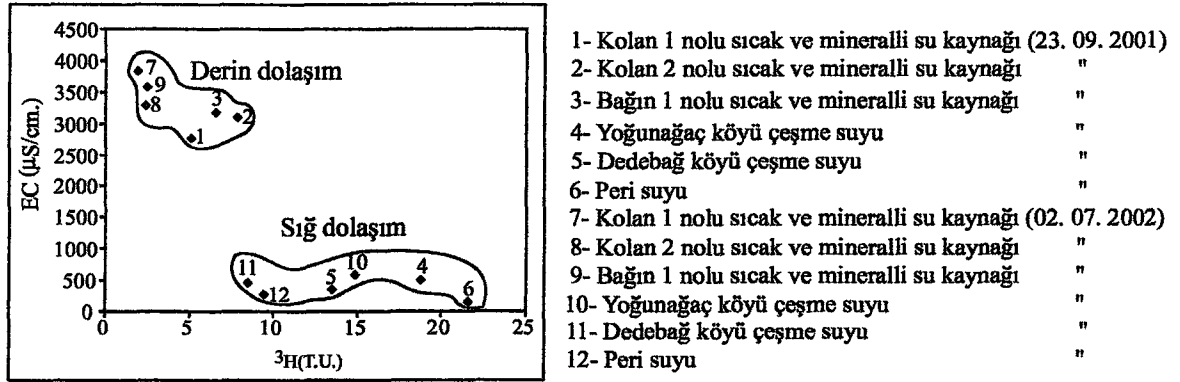 4500
4000
3500
3000
2500
2000
1500
1000
500
0
EC (µS/cm.)
0 5 10 15 20 25
³H(T.U.)
Derin dolaşım
7
9
8
3
2
1
Sığ dolaşım
11
12
5
10
4
6
1- Kolan 1 nolu sıcak ve mineralli su kaynağı (23. 09. 2001)
2- Kolan 2 nolu sıcak ve mineralli su kaynağı "
3- Bağın 1 nolu sıcak ve mineralli su kaynağı "
4- Yoğunağaç köyü çeşme suyu "
5- Dedebağ köyü çeşme suyu "
6- Peri suyu "
7- Kolan 1 nolu sıcak ve mineralli su kaynağı (02. 07. 2002)
8- Kolan 2 nolu sıcak ve mineralli su kaynağı "
9- Bağın 1 nolu sıcak ve mineralli su kaynağı "
10- Yoğunağaç köyü çeşme suyu "
11- Dedebağ köyü çeşme suyu "
12- Peri suyu "